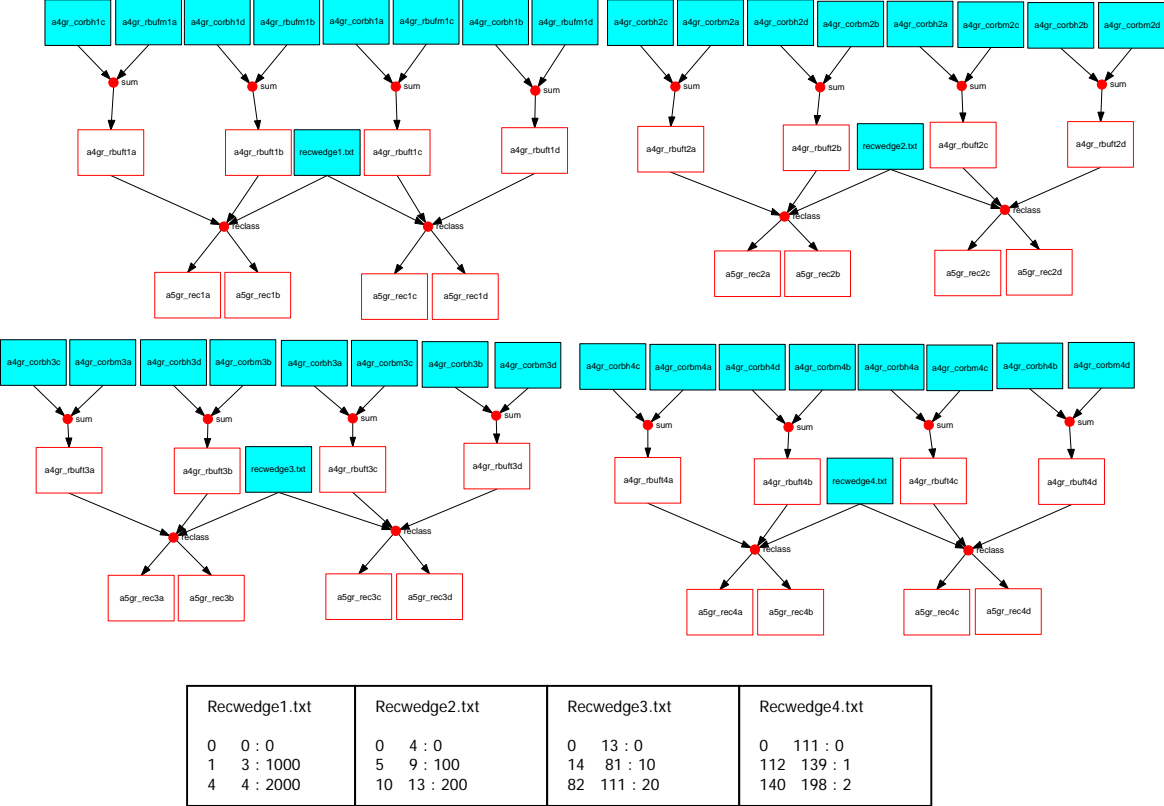 a4gr_corbh1c a4gr_rbufm1a a4gr_corbh1d a4gr_rbufm1b a4gr_corbh1a a4gr_rbufm1c a4gr_corbh1b a4gr_rbufm1d
sum sum sum sum
a4gr_rbuft1a a4gr_rbuft1b recwedge1.txt a4gr_rbuft1c a4gr_rbuft1d
reclass reclass
a5gr_rec1a a5gr_rec1b a5gr_rec1c a5gr_rec1d
a4gr_corbh2c a4gr_corbm2a a4gr_corbh2d a4gr_corbm2b a4gr_corbh2a a4gr_corbm2c a4gr_corbh2b a4gr_corbm2d
sum sum sum sum
a4gr_rbuft2a a4gr_rbuft2b recwedge2.txt a4gr_rbuft2c a4gr_rbuft2d
reclass reclass
a5gr_rec2a a5gr_rec2b a5gr_rec2c a5gr_rec2d
a4gr_corbh3c a4gr_corbm3a a4gr_corbh3d a4gr_corbm3b a4gr_corbh3a a4gr_corbm3c a4gr_corbh3b a4gr_corbm3d
sum sum sum sum
a4gr_rbuft3a a4gr_rbuft3b recwedge3.txt a4gr_rbuft3c a4gr_rbuft3d
reclass reclass
a5gr_rec3a a5gr_rec3b a5gr_rec3c a5gr_rec3d
a4gr_corbh4c a4gr_corbm4a a4gr_corbh4d a4gr_corbm4b a4gr_corbh4a a4gr_corbm4c a4gr_corbh4b a4gr_corbm4d
sum sum sum sum
a4gr_rbuft4a a4gr_rbuft4b recwedge4.txt a4gr_rbuft4c a4gr_rbuft4d
reclass reclass
a5gr_rec4a a5gr_rec4b a5gr_rec4c a5gr_rec4d
Recwedge1.txt
0 0 : 0
1 3 : 1000
4 4 : 2000
Recwedge2.txt
0 4 : 0
5 9 : 100
10 13 : 200
Recwedge3.txt
0 13 : 0
14 81 : 10
82 111 : 20
Recwedge4.txt
0 111 : 0
112 139 : 1
140 198 : 2